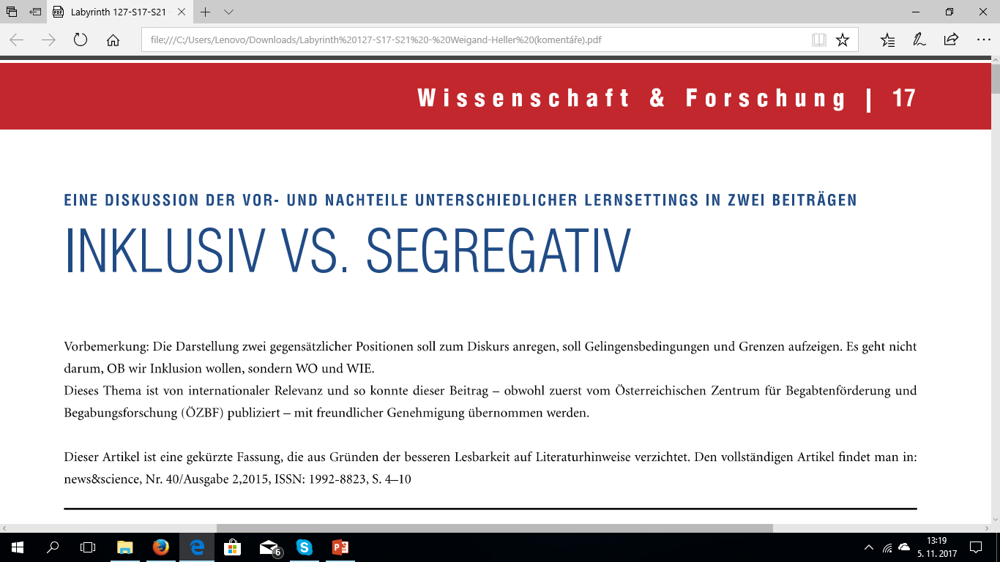 Labyrinth 127-S17-S21
file:///C:/Users/Lenovo/Downloads/Labyrinth%20127-S17-S21%20-%20Weigand-Heller%20(komentáře).pdf
Wissenschaft & Forschung | 17
EINE DISKUSSION DER VOR- UND NACHTEILE UNTERSCHIEDLICHER LERNSETTINGS IN ZWEI BEITRÄGEN
INKLUSIV VS. SEGREGATIV
Vorbemerkung: Die Darstellung zwei gegensätzlicher Positionen soll zum Diskurs anregen, soll Gelingensbedingungen und Grenzen aufzeigen. Es geht nicht
darum, OB wir Inklusion wollen, sondern WO und WIE.
Dieses Thema ist von internationaler Relevanz und so konnte dieser Beitrag – obwohl zuerst vom Österreichischen Zentrum für Begabtenförderung und
Begabungsforschung (ÖZBF) publiziert – mit freundlicher Genehmigung übernommen werden.
Dieser Artikel ist eine gekürzte Fassung, die aus Gründen der besseren Lesbarkeit auf Literaturhinweise verzichtet. Den vollständigen Artikel findet man in:
news&science, Nr. 40/Ausgabe 2,2015, ISSN: 1992-8823, S. 4–10
6
13:19
5. 11. 2017